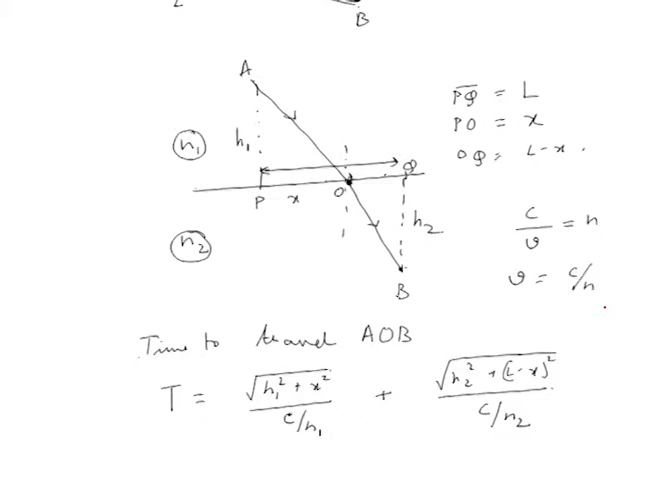 B
A
PQ = L
PO = x
OQ = L-x.
n₁
h₁
Q
P
x
O
n₂
h₂
c/v = n
v = c/n
B
Time to travel AOB
T = √(h₁² + x²) / (c/n₁) + √(h₂² + (L-x)²) / (c/n₂)